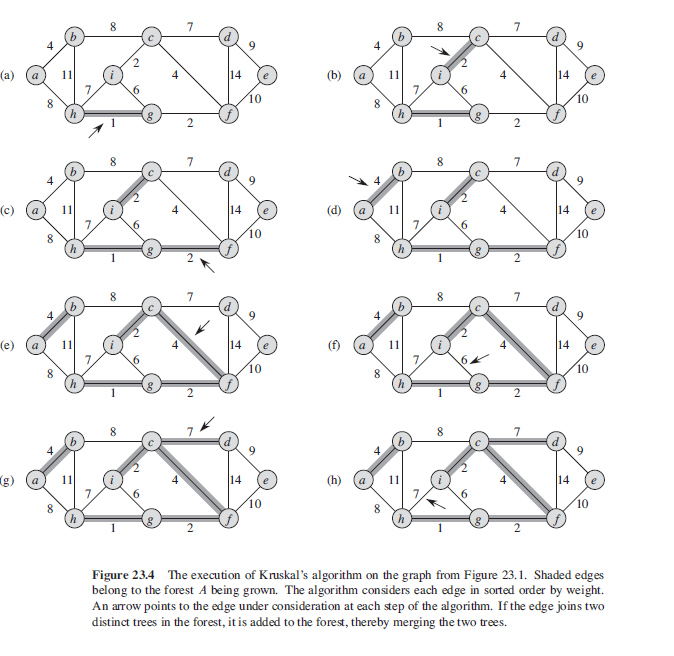 8 7 8 7
b c d b c d
4 9 4 9
2 2
(a) a 11 i 4 14 e (b) a 11 i 4 14 e
7 6 7 6
8 10 8 10
h g f h g f
1 2 1 2
8 7 8 7
b c d b c d
4 9 4 9
2 2
(c) a 11 i 4 14 e (d) a 11 i 4 14 e
7 6 7 6
8 10 8 10
h g f h g f
1 2 1 2
8 7 8 7
b c d b c d
4 9 4 9
2 2
(e) a 11 i 4 14 e (f) a 11 i 4 14 e
7 6 7 6
8 10 8 10
h g f h g f
1 2 1 2
8 7 8 7
b c d b c d
4 9 4 9
2 2
(g) a 11 i 4 14 e (h) a 11 i 4 14 e
7 6 7 6
8 10 8 10
h g f h g f
1 2 1 2
Figure 23.4 The execution of Kruskal's algorithm on the graph from Figure 23.1. Shaded edges
belong to the forest A being grown. The algorithm considers each edge in sorted order by weight.
An arrow points to the edge under consideration at each step of the algorithm. If the edge joins two
distinct trees in the forest, it is added to the forest, thereby merging the two trees.